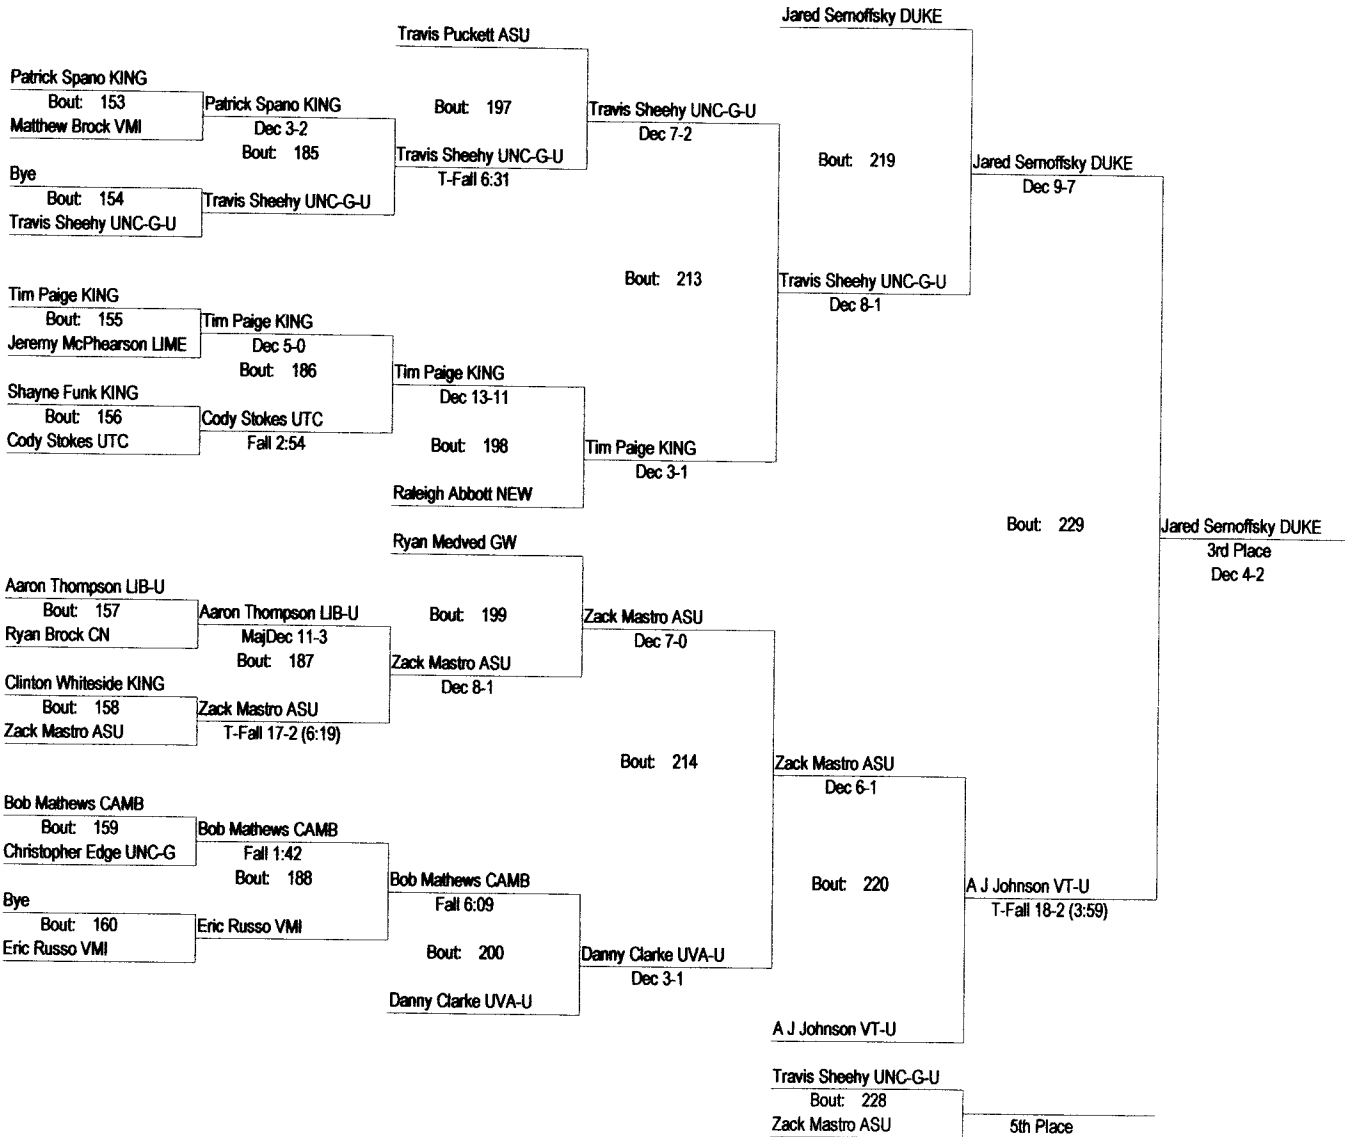 Jared Sernoffsky DUKE
Travis Puckett ASU
Patrick Spano KING
Bout: 153
Matthew Brock VMI
Patrick Spano KING
Dec 3-2
Bout: 185
Bout: 197
Travis Sheehy UNC-G-U
Dec 7-2
Travis Sheehy UNC-G-U
T-Fall 6:31
Bye
Bout: 154
Travis Sheehy UNC-G-U
Travis Sheehy UNC-G-U
Bout: 219
Jared Sernoffsky DUKE
Dec 9-7
Bout: 213
Travis Sheehy UNC-G-U
Dec 8-1
Tim Paige KING
Bout: 155
Jeremy McPhearson LIME
Tim Paige KING
Dec 5-0
Bout: 186
Tim Paige KING
Dec 13-11
Shayne Funk KING
Bout: 156
Cody Stokes UTC
Cody Stokes UTC
Fall 2:54
Bout: 198
Tim Paige KING
Dec 3-1
Raleigh Abbott NEW
Bout: 229
Jared Sernoffsky DUKE
3rd Place
Dec 4-2
Ryan Medved GW
Aaron Thompson LIB-U
Bout: 157
Ryan Brock CN
Aaron Thompson LIB-U
MajDec 11-3
Bout: 187
Bout: 199
Zack Mastro ASU
Dec 7-0
Zack Mastro ASU
Dec 8-1
Clinton Whiteside KING
Bout: 158
Zack Mastro ASU
Zack Mastro ASU
T-Fall 17-2 (6:19)
Bout: 214
Zack Mastro ASU
Dec 6-1
Bob Mathews CAMB
Bout: 159
Christopher Edge UNC-G
Bob Mathews CAMB
Fall 1:42
Bout: 188
Bob Mathews CAMB
Fall 6:09
Bye
Bout: 160
Eric Russo VMI
Eric Russo VMI
Bout: 200
Danny Clarke UVA-U
Dec 3-1
Danny Clarke UVA-U
Bout: 220
A J Johnson VT-U
T-Fall 18-2 (3:59)
A J Johnson VT-U
Travis Sheehy UNC-G-U
Bout: 228
Zack Mastro ASU
5th Place